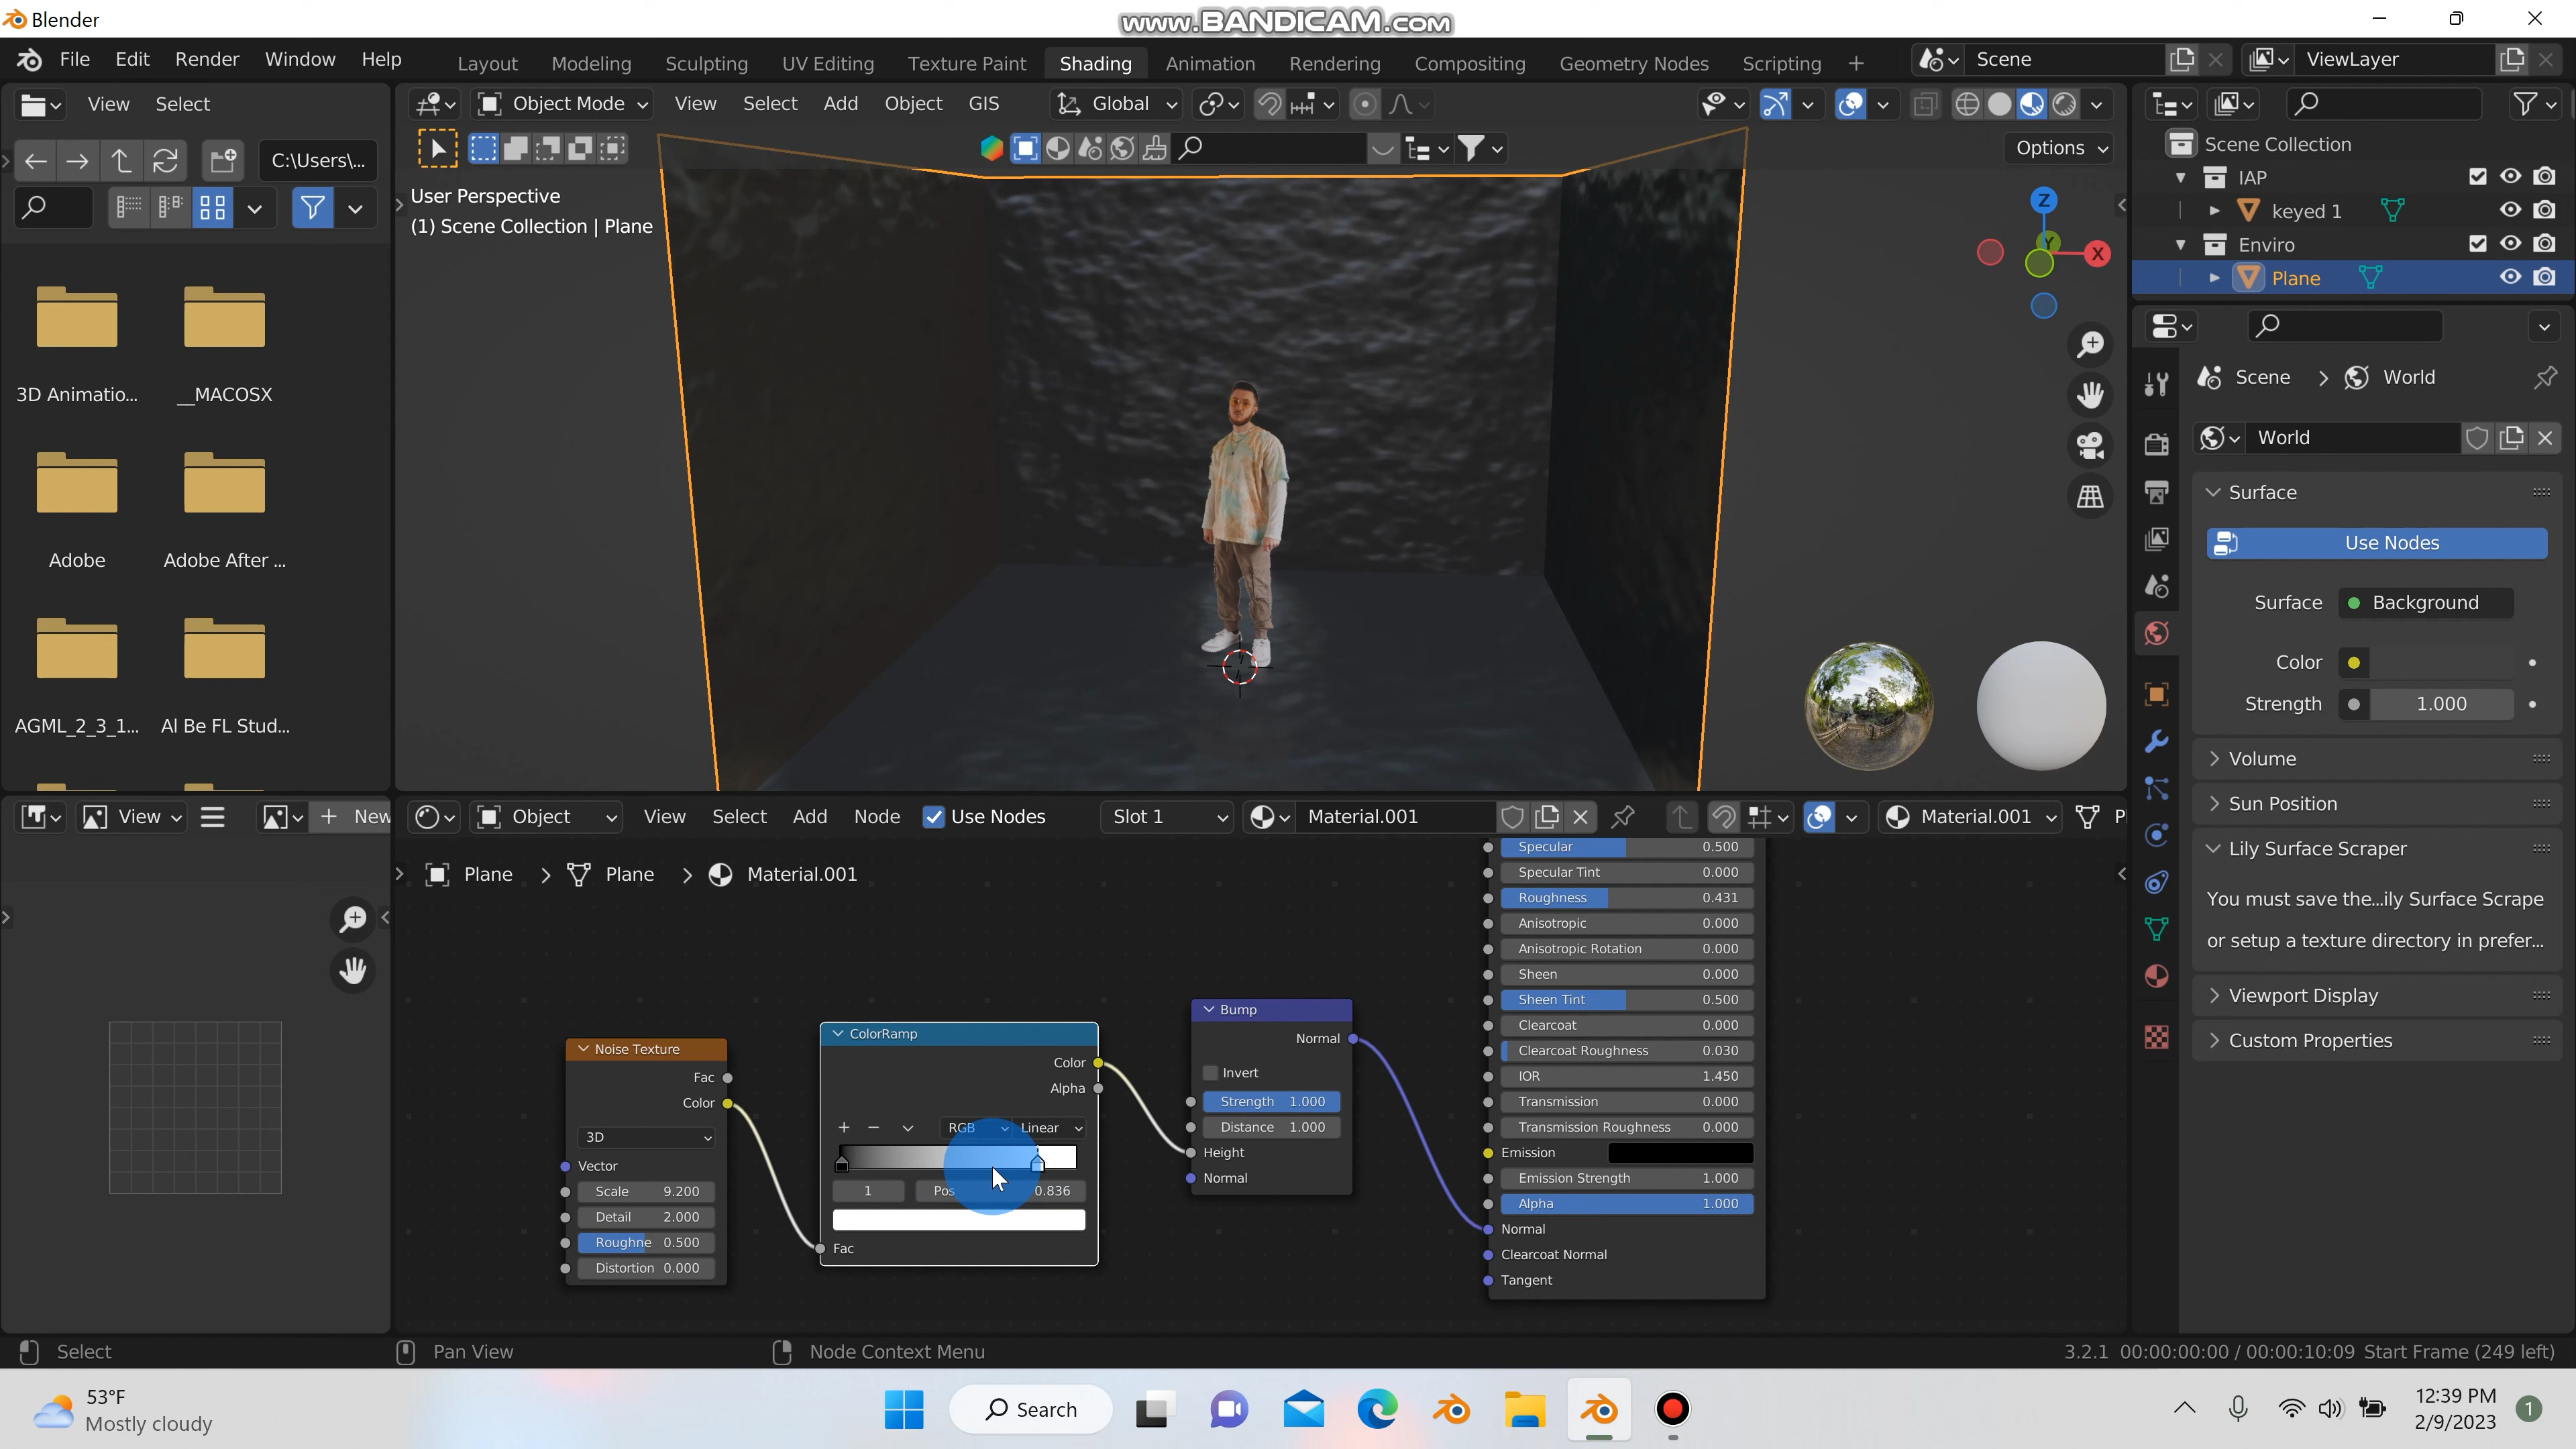 Blender
www.BANDICAM.com
File Edit Render Window Help
Layout Modeling Sculpting UV Editing Texture Paint Shading Animation Rendering Compositing Geometry Nodes Scripting
Scene
ViewLayer
View Select
Object Mode View Select Add Object GIS
Global
C:\Users\...
Options
User Perspective
(1) Scene Collection | Plane
Z
Y
X
3D Animatio...
__MACOSX
Adobe
Adobe After ...
AGML_2_3_1...
Al Be FL Stud...
Scene Collection
IAP
keyed 1
Enviro
Plane
Scene > World
World
Surface
Use Nodes
Surface Background
Color
Strength 1.000
Volume
Sun Position
Lily Surface Scraper
You must save the...ily Surface Scrape
or setup a texture directory in prefer...
Viewport Display
Custom Properties
View
New
Object View Select Add Node Use Nodes
Slot 1
Material.001
Material.001
Pl
Plane > Plane > Material.001
Noise Texture
Fac
Color
3D
Vector
Scale 9.200
Detail 2.000
Roughne 0.500
Distortion 0.000
ColorRamp
Color
Alpha
RGB Linear
1 Pos 0.836
Fac
Bump
Normal
Invert
Strength 1.000
Distance 1.000
Height
Normal
Specular 0.500
Specular Tint 0.000
Roughness 0.431
Anisotropic 0.000
Anisotropic Rotation 0.000
Sheen 0.000
Sheen Tint 0.500
Clearcoat 0.000
Clearcoat Roughness 0.030
IOR 1.450
Transmission 0.000
Transmission Roughness 0.000
Emission
Emission Strength 1.000
Alpha 1.000
Normal
Clearcoat Normal
Tangent
Select
Pan View
Node Context Menu
3.2.1 00:00:00:00 / 00:00:10:09 Start Frame (249 left)
53°F
Mostly cloudy
Search
12:39 PM
2/9/2023
1